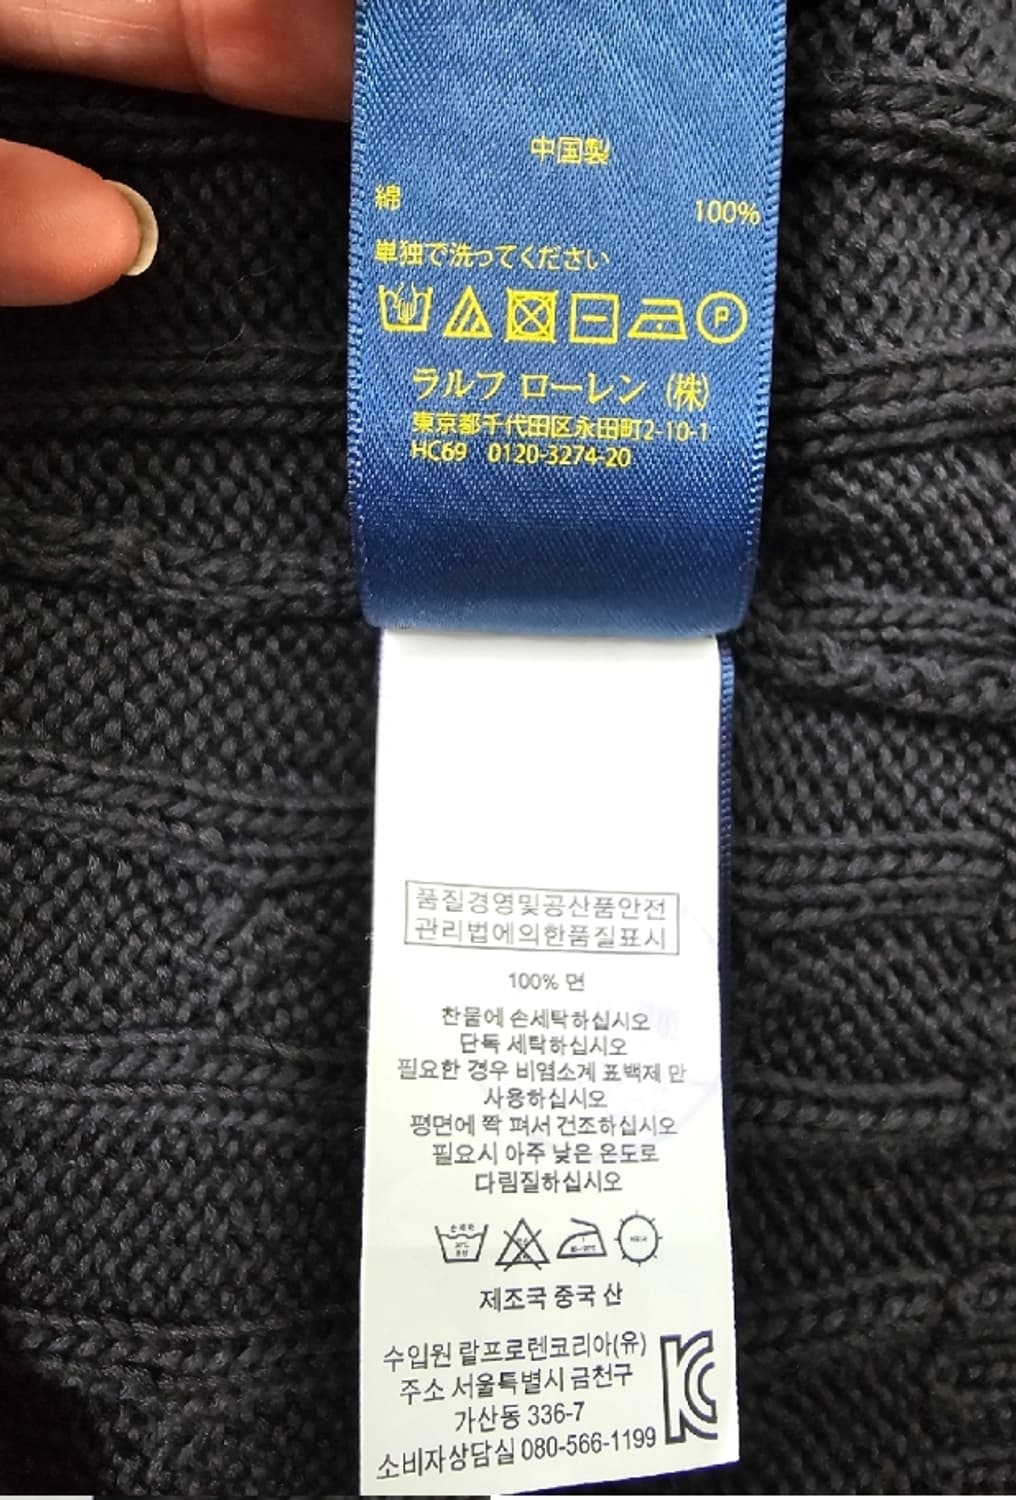 中国製
綿 100%
単独で洗ってください
P
ラルフ ローレン (株)
東京都千代田区永田町2-10-1
HC69 0120-3274-20
품질경영및공산품안전
관리법에의한품질표시
100% 면
찬물에 손세탁하십시오
단독 세탁하십시오
필요한 경우 비염소계 표백제 만
사용하십시오
평면에 쫙 펴서 건조하십시오
필요시 아주 낮은 온도로
다림질하십시오
제조국 중국 산
수입원 랄프로렌코리아(유)
주소 서울특별시 금천구
가산동 336-7
소비자상담실 080-566-1199